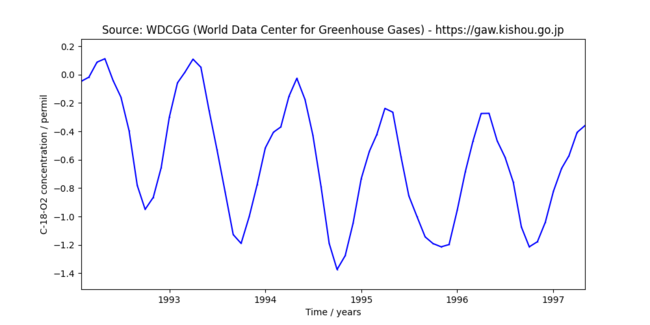 Source: WDCGG (World Data Center for Greenhouse Gases) - https://gaw.kishou.go.jp
C-18-O2 concentration / permil
0.2
0.0
−0.2
−0.4
−0.6
−0.8
−1.0
−1.2
−1.4
1993 1994 1995 1996 1997
Time / years